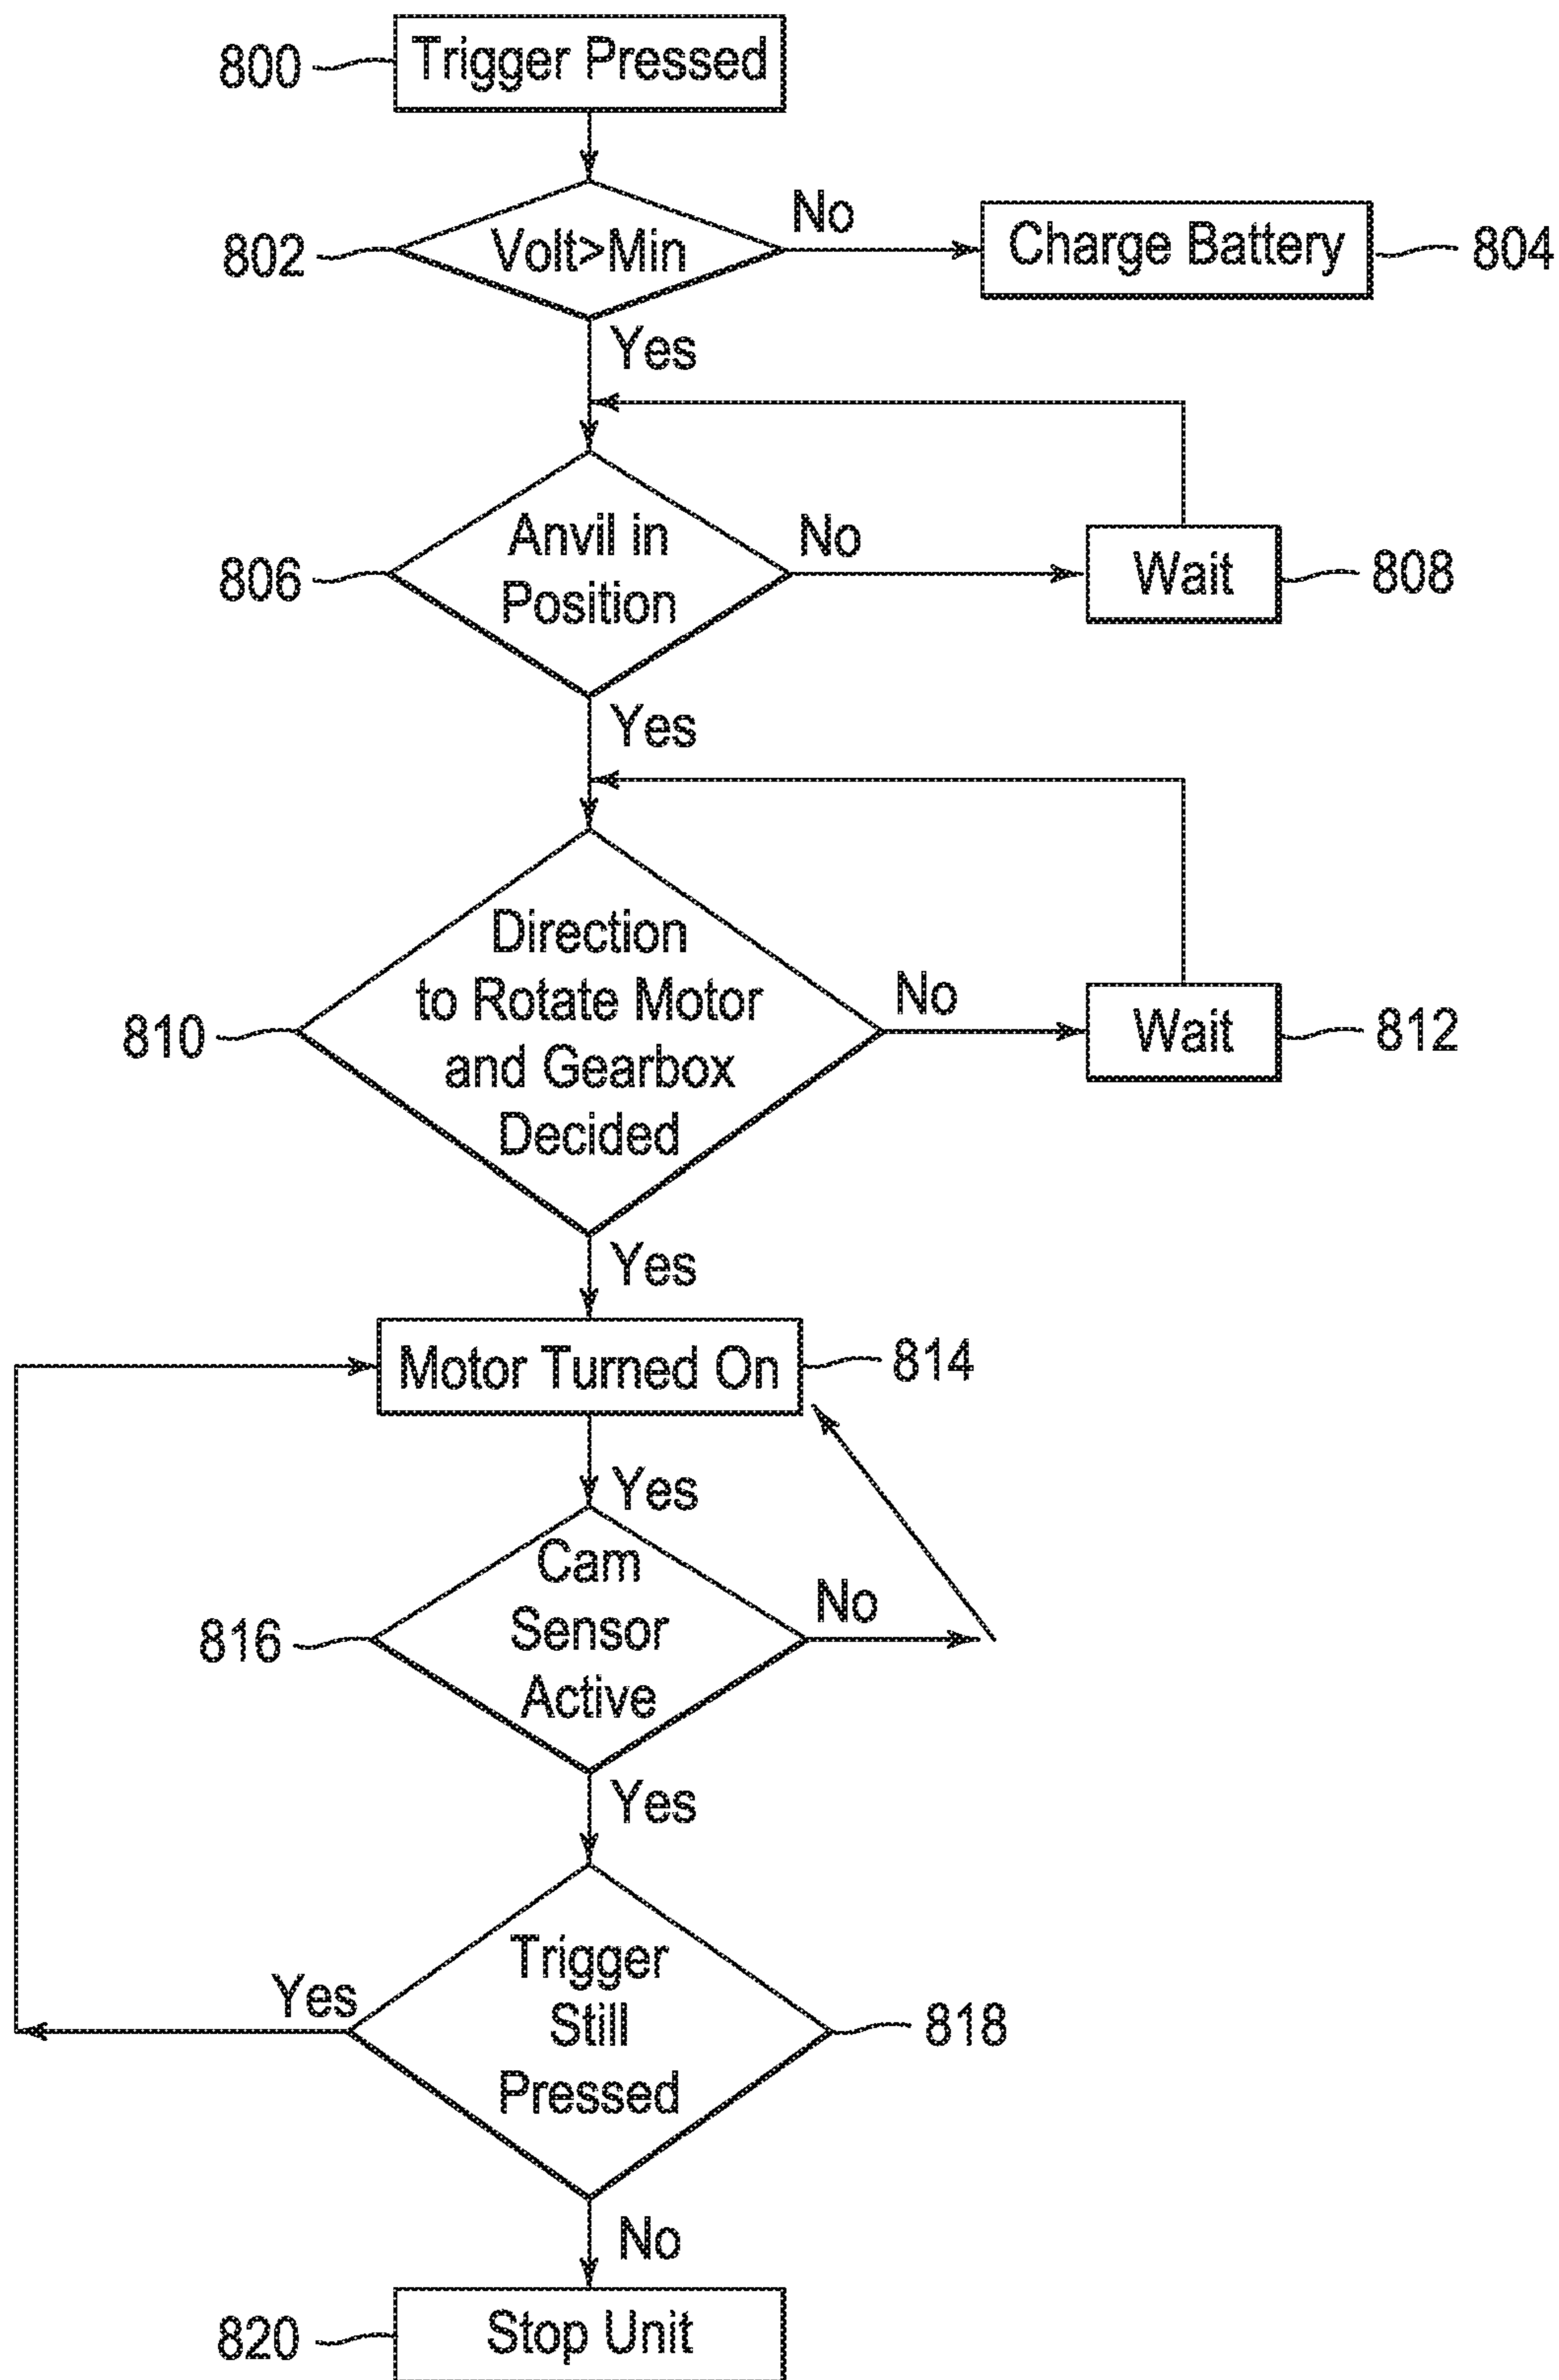 800
Trigger Pressed
802
Volt>Min
No
Charge Battery
804
Yes
806
Anvil in
Position
No
Wait
808
Yes
810
Direction
to Rotate Motor
and Gearbox
Decided
No
Wait
812
Yes
Motor Turned On
814
Yes
816
Cam
Sensor
Active
No
Yes
Trigger
Still
Pressed
Yes
818
No
820
Stop Unit